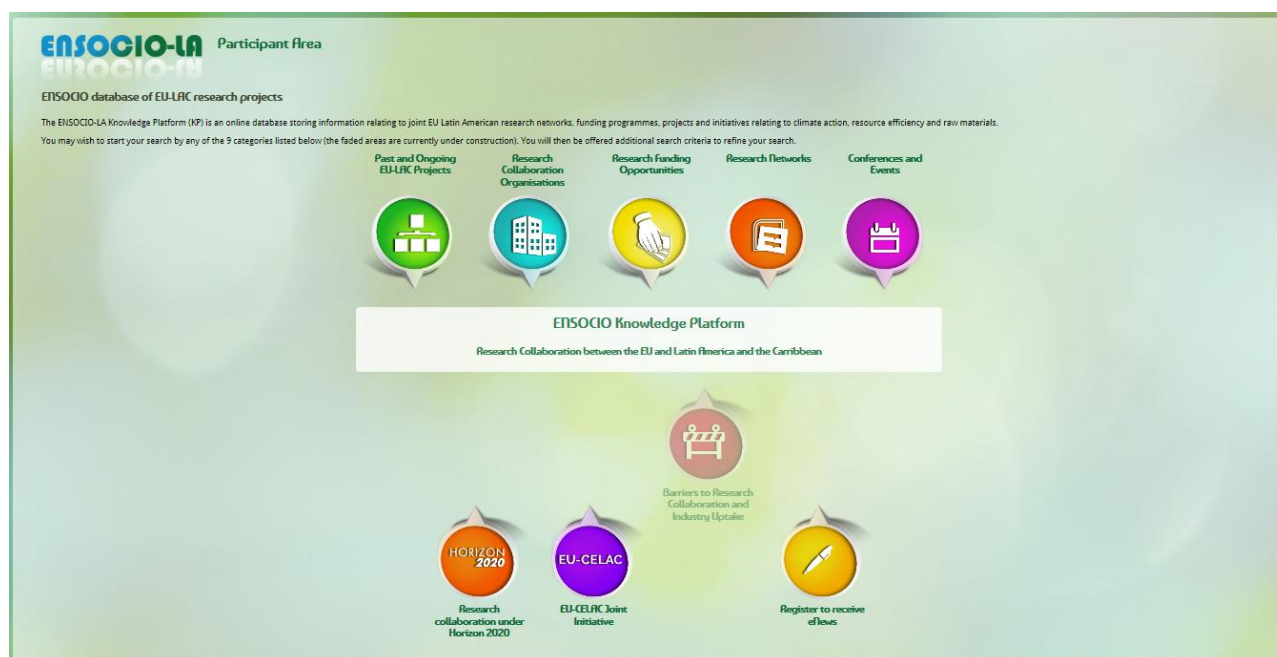 ENSOCIO-LA Participant Area
ENSOCIO database of EU-LAC research projects
The ENSOCIO-LA Knowledge Platform (KP) is an online database storing information relating to joint EU Latin American research networks, funding programmes, projects and initiatives relating to climate action, resource efficiency and raw materials.
You may wish to start your search by any of the 9 categories listed below (the faded areas are currently under construction). You will then be offered additional search criteria to refine your search.
Past and Ongoing
EU-LAC Projects
Research
Collaboration
Organisations
Research Funding
Opportunities
Research Networks
Conferences and
Events
ENSOCIO Knowledge Platform
Research Collaboration between the EU and Latin America and the Carribbean
Barriers to Research
Collaboration and
Industry Uptake
HORIZON
2020
Research
collaboration under
Horizon 2020
EU-CELAC
EU-CELAC Joint
Initiative
Register to receive
eNews